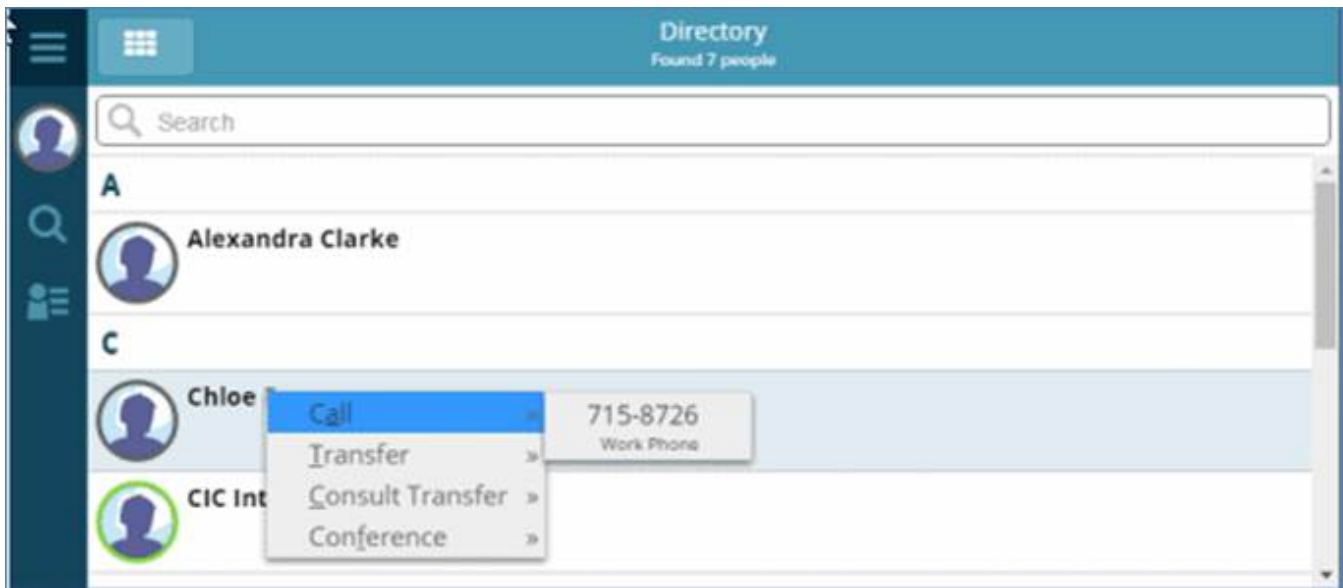 Directory
Found 7 people
Search
A
Alexandra Clarke
C
Chloe
Call »
715-8726
Work Phone
Transfer »
Consult Transfer »
Conference »
CIC Int